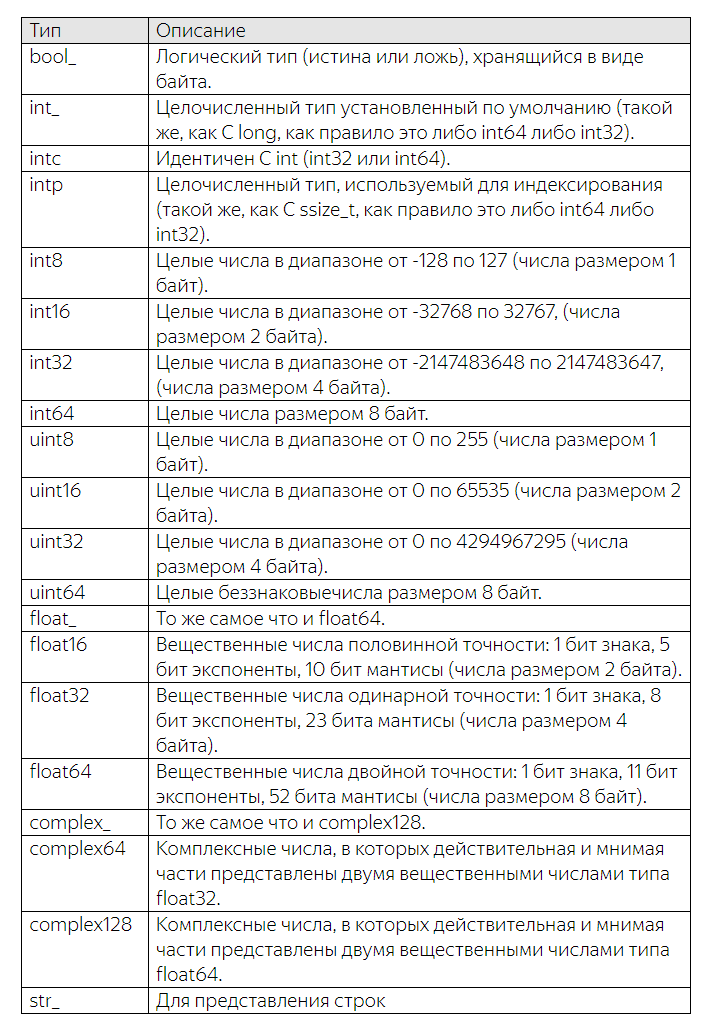 Тип Описание
bool_ Логический тип (истина или ложь), хранящийся в виде
байта.
int_ Целочисленный тип установленный по умолчанию (такой
же, как C long, как правило это либо int64 либо int32).
intc Идентичен C int (int32 или int64).
intp Целочисленный тип, используемый для индексирования
(такой же, как C ssize_t, как правило это либо int64 либо
int32).
int8 Целые числа в диапазоне от -128 по 127 (числа размером 1
байт).
int16 Целые числа в диапазоне от -32768 по 32767, (числа
размером 2 байта).
int32 Целые числа в диапазоне от -2147483648 по 2147483647,
(числа размером 4 байта).
int64 Целые числа размером 8 байт.
uint8 Целые числа в диапазоне от 0 по 255 (числа размером 1
байт).
uint16 Целые числа в диапазоне от 0 по 65535 (числа размером 2
байта).
uint32 Целые числа в диапазоне от 0 по 4294967295 (числа
размером 4 байта).
uint64 Целые беззнаковыечисла размером 8 байт.
float_ То же самое что и float64.
float16 Вещественные числа половинной точности: 1 бит знака, 5
бит экспоненты, 10 бит мантисы (числа размером 2 байта).
float32 Вещественные числа одинарной точности: 1 бит знака, 8
бит экспоненты, 23 бита мантисы (числа размером 4
байта).
float64 Вещественные числа двойной точности: 1 бит знака, 11 бит
экспоненты, 52 бита мантисы (числа размером 8 байт).
complex_ То же самое что и complex128.
complex64 Комплексные числа, в которых действительная и мнимая
части представлены двумя вещественными числами типа
float32.
complex128 Комплексные числа, в которых действительная и мнимая
части представлены двумя вещественными числами типа
float64.
str_ Для представления строк